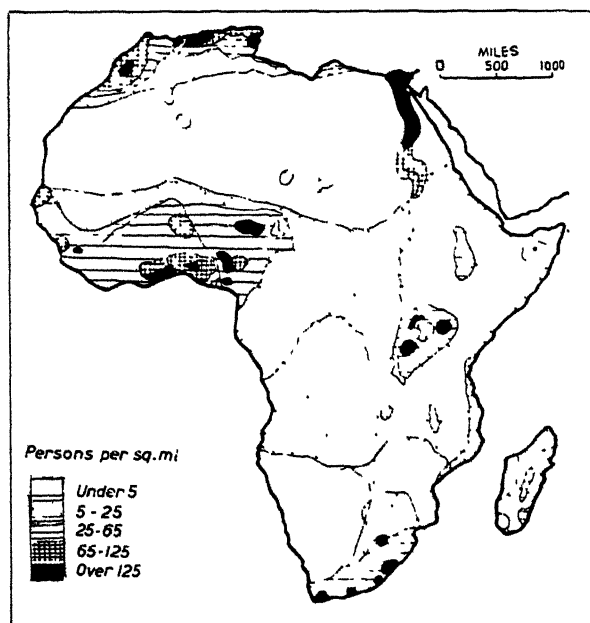 MILES
0 500 1000
Persons per sq.mi
Under 5
5 - 25
25 - 65
65 - 125
Over 125